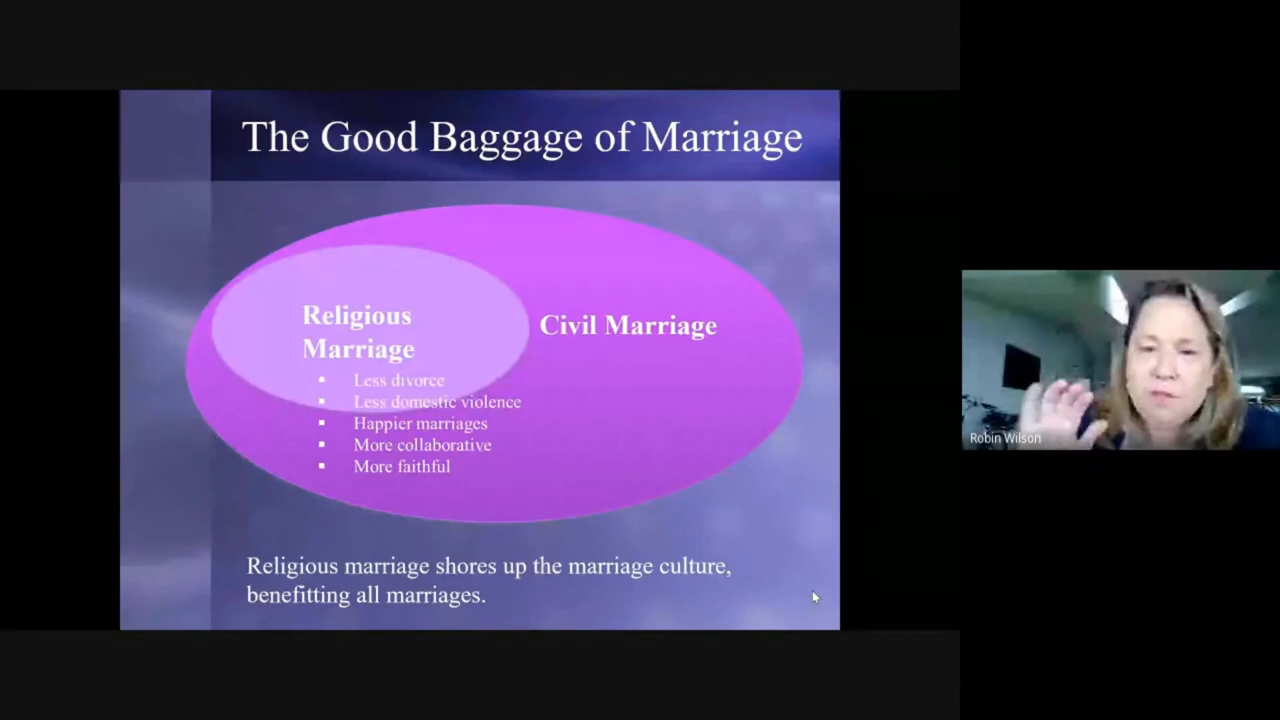 The Good Baggage of Marriage
Religious
Marriage
Civil Marriage
▪ Less divorce
▪ Less domestic violence
▪ Happier marriages
▪ More collaborative
▪ More faithful
Religious marriage shores up the marriage culture,
benefitting all marriages.
Robin Wilson